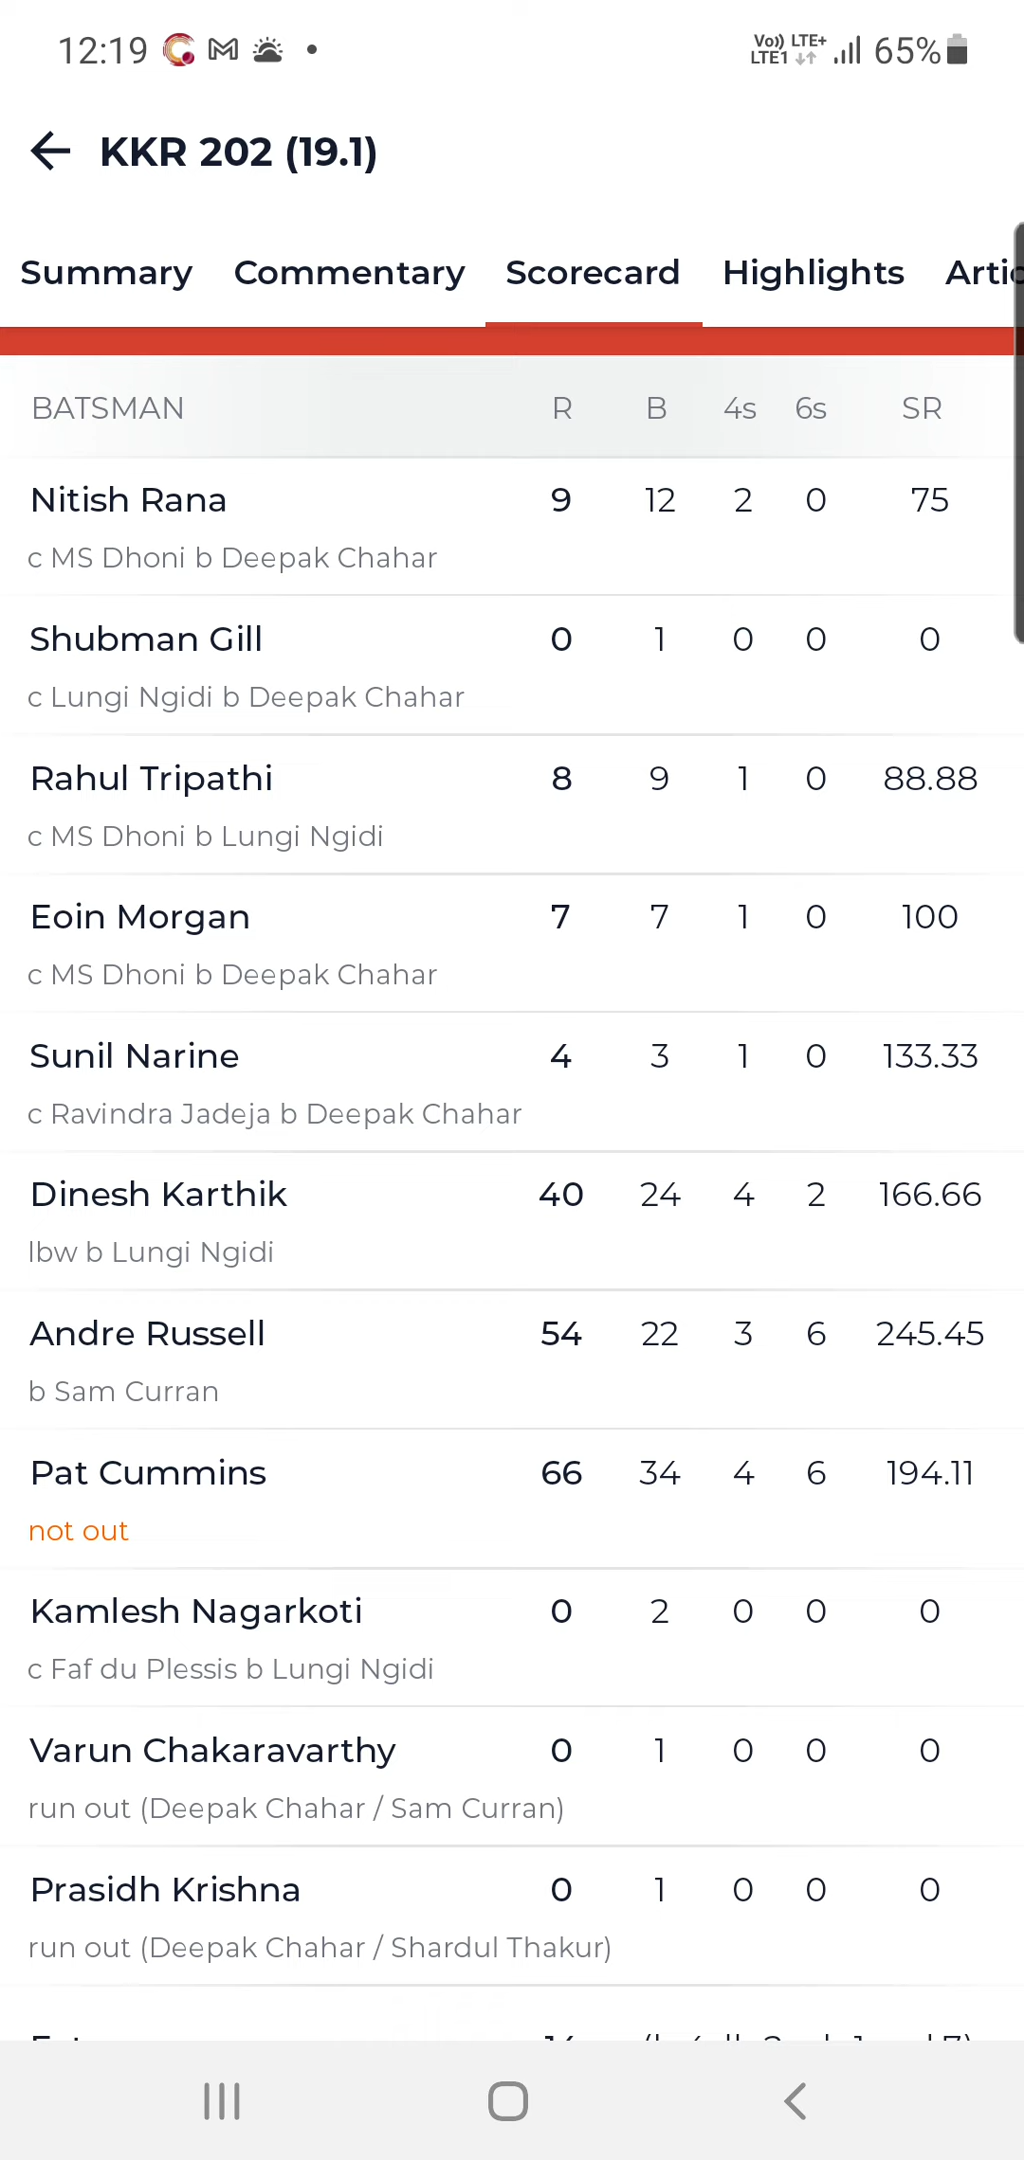 12:19 Vo)) LTE+ LTE1 65%
KKR 202 (19.1)
Summary Commentary Scorecard Highlights Artic
BATSMAN R B 4s 6s SR
Nitish Rana 9 12 2 0 75
c MS Dhoni b Deepak Chahar
Shubman Gill 0 1 0 0 0
c Lungi Ngidi b Deepak Chahar
Rahul Tripathi 8 9 1 0 88.88
c MS Dhoni b Lungi Ngidi
Eoin Morgan 7 7 1 0 100
c MS Dhoni b Deepak Chahar
Sunil Narine 4 3 1 0 133.33
c Ravindra Jadeja b Deepak Chahar
Dinesh Karthik 40 24 4 2 166.66
lbw b Lungi Ngidi
Andre Russell 54 22 3 6 245.45
b Sam Curran
Pat Cummins 66 34 4 6 194.11
not out
Kamlesh Nagarkoti 0 2 0 0 0
c Faf du Plessis b Lungi Ngidi
Varun Chakaravarthy 0 1 0 0 0
run out (Deepak Chahar / Sam Curran)
Prasidh Krishna 0 1 0 0 0
run out (Deepak Chahar / Shardul Thakur)